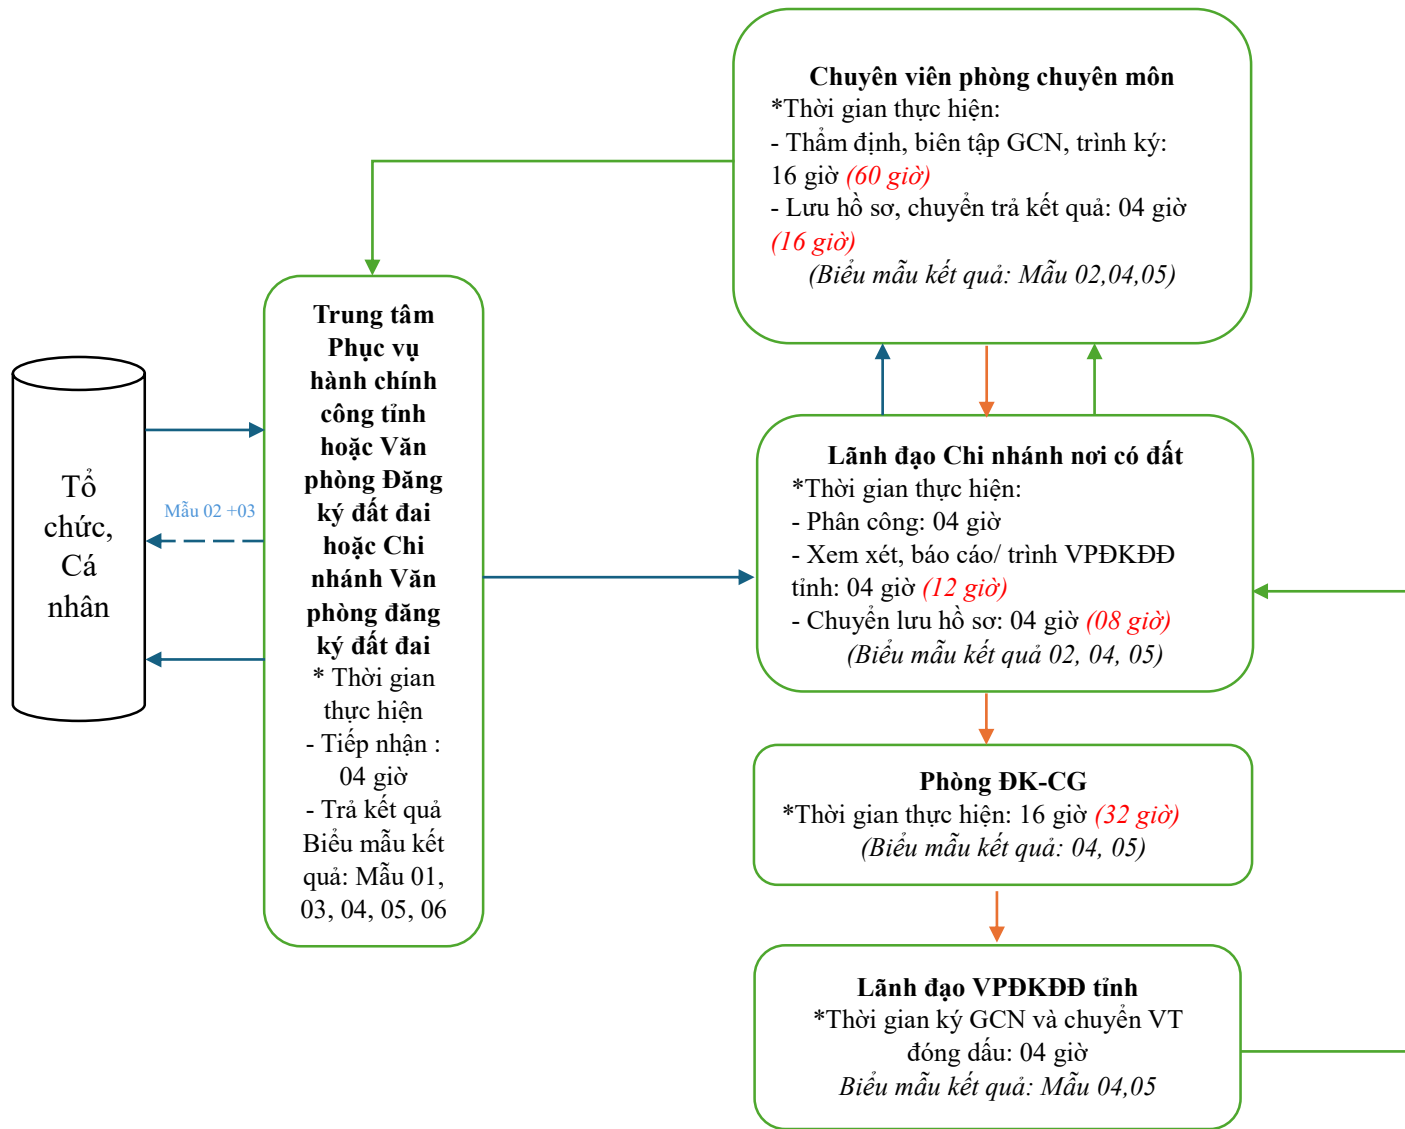 Tổ
chức,
Cá
nhân
Mẫu 02 +03
Trung tâm
Phục vụ
hành chính
công tỉnh
hoặc Văn
phòng Đăng
ký đất đai
hoặc Chi
nhánh Văn
phòng đăng
ký đất đai
* Thời gian
thực hiện
- Tiếp nhận :
04 giờ
- Trả kết quả
Biểu mẫu kết
quả: Mẫu 01,
03, 04, 05, 06
Chuyên viên phòng chuyên môn
*Thời gian thực hiện:
- Thẩm định, biên tập GCN, trình ký:
16 giờ (60 giờ)
- Lưu hồ sơ, chuyển trả kết quả: 04 giờ
(16 giờ)
(Biểu mẫu kết quả: Mẫu 02,04,05)
Lãnh đạo Chi nhánh nơi có đất
*Thời gian thực hiện:
- Phân công: 04 giờ
- Xem xét, báo cáo/ trình VPĐKĐĐ
tỉnh: 04 giờ (12 giờ)
- Chuyển lưu hồ sơ: 04 giờ (08 giờ)
(Biểu mẫu kết quả 02, 04, 05)
Phòng ĐK-CG
*Thời gian thực hiện: 16 giờ (32 giờ)
(Biểu mẫu kết quả: 04, 05)
Lãnh đạo VPĐKĐĐ tỉnh
*Thời gian ký GCN và chuyển VT
đóng dấu: 04 giờ
Biểu mẫu kết quả: Mẫu 04,05